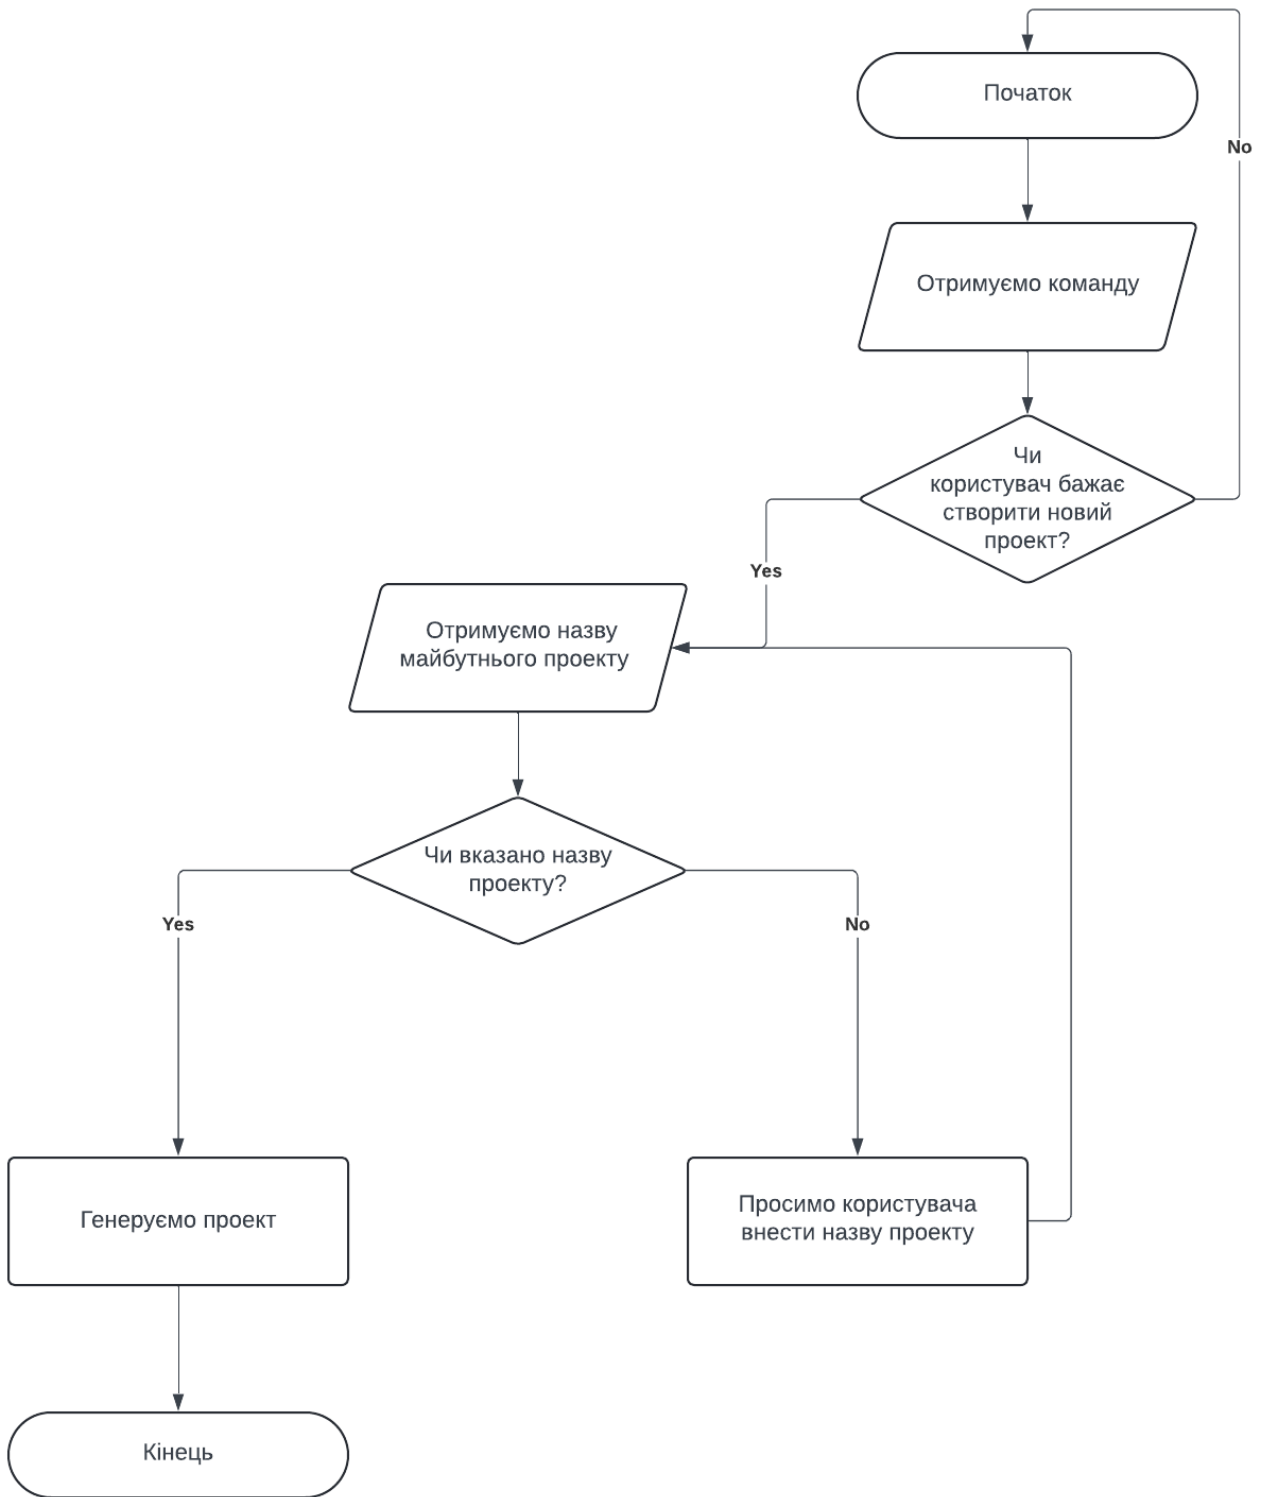 Початок
No
Отримуємо команду
Чи
користувач бажає
створити новий
проект?
Yes
Отримуємо назву
майбутнього проекту
Чи вказано назву
проекту?
Yes
No
Генеруємо проект
Просимо користувача
внести назву проекту
Кінець